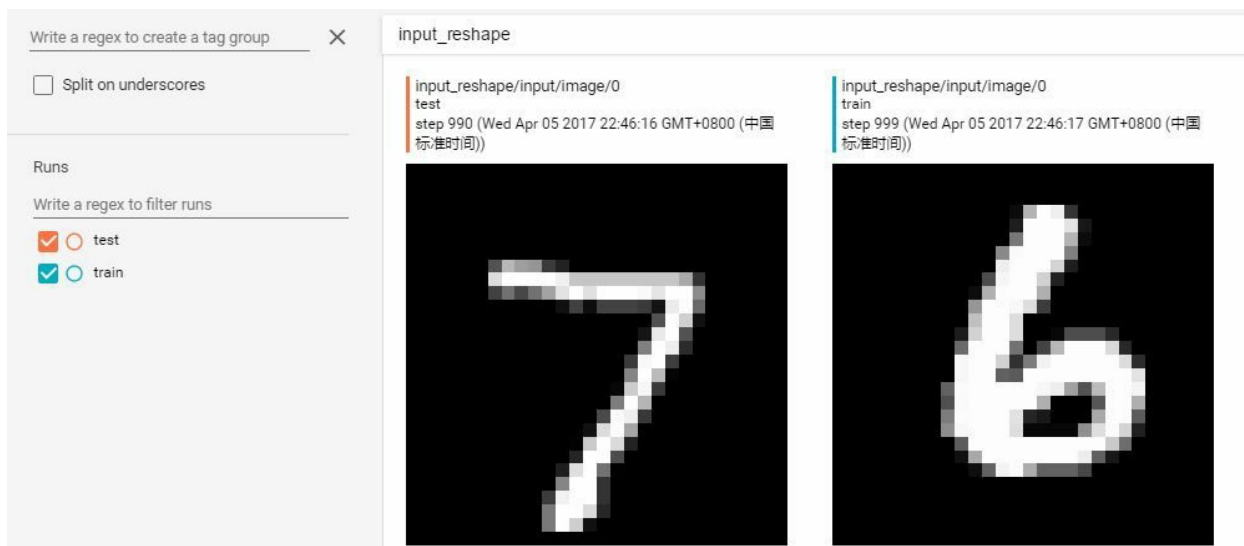 Write a regex to create a tag group
Split on underscores
Runs
Write a regex to filter runs
test
train
input_reshape
input_reshape/input/image/0
test
step 990 (Wed Apr 05 2017 22:46:16 GMT+0800 (中国
标准时间))
7
input_reshape/input/image/0
train
step 999 (Wed Apr 05 2017 22:46:17 GMT+0800 (中国
标准时间))
6